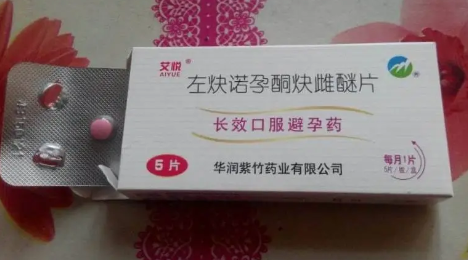 艾悦®
AIYUE
左炔诺孕酮炔雌醚片
长效口服避孕药
5片
华润紫竹药业有限公司
每月1片